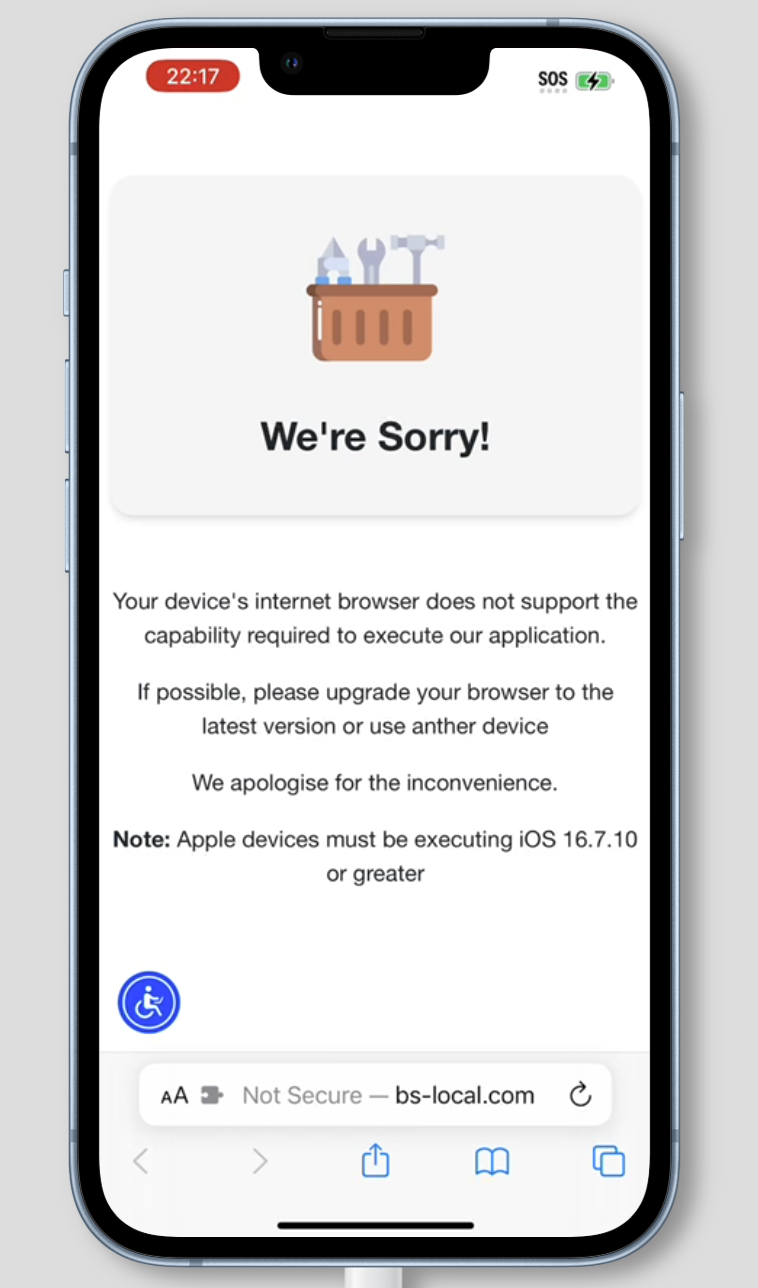 22:17
SOS
We're Sorry!
Your device's internet browser does not support the
capability required to execute our application.
If possible, please upgrade your browser to the
latest version or use anther device
We apologise for the inconvenience.
Note: Apple devices must be executing iOS 16.7.10
or greater
AA Not Secure — bs-local.com